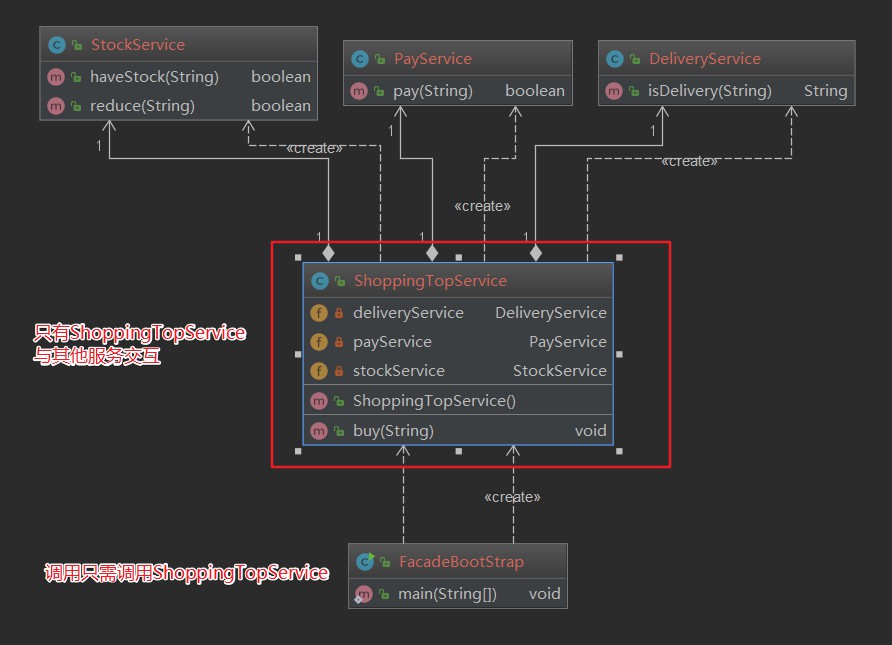 StockService
haveStock(String) boolean
reduce(String) boolean
PayService
pay(String) boolean
DeliveryService
isDelivery(String) String
1
«create»
1
«create»
1
«create»
1
1
1
ShoppingTopService
deliveryService DeliveryService
payService PayService
stockService StockService
ShoppingTopService()
buy(String) void
只有ShoppingTopService
与其他服务交互
«create»
调用只需调用ShoppingTopService
FacadeBootStrap
main(String[]) void